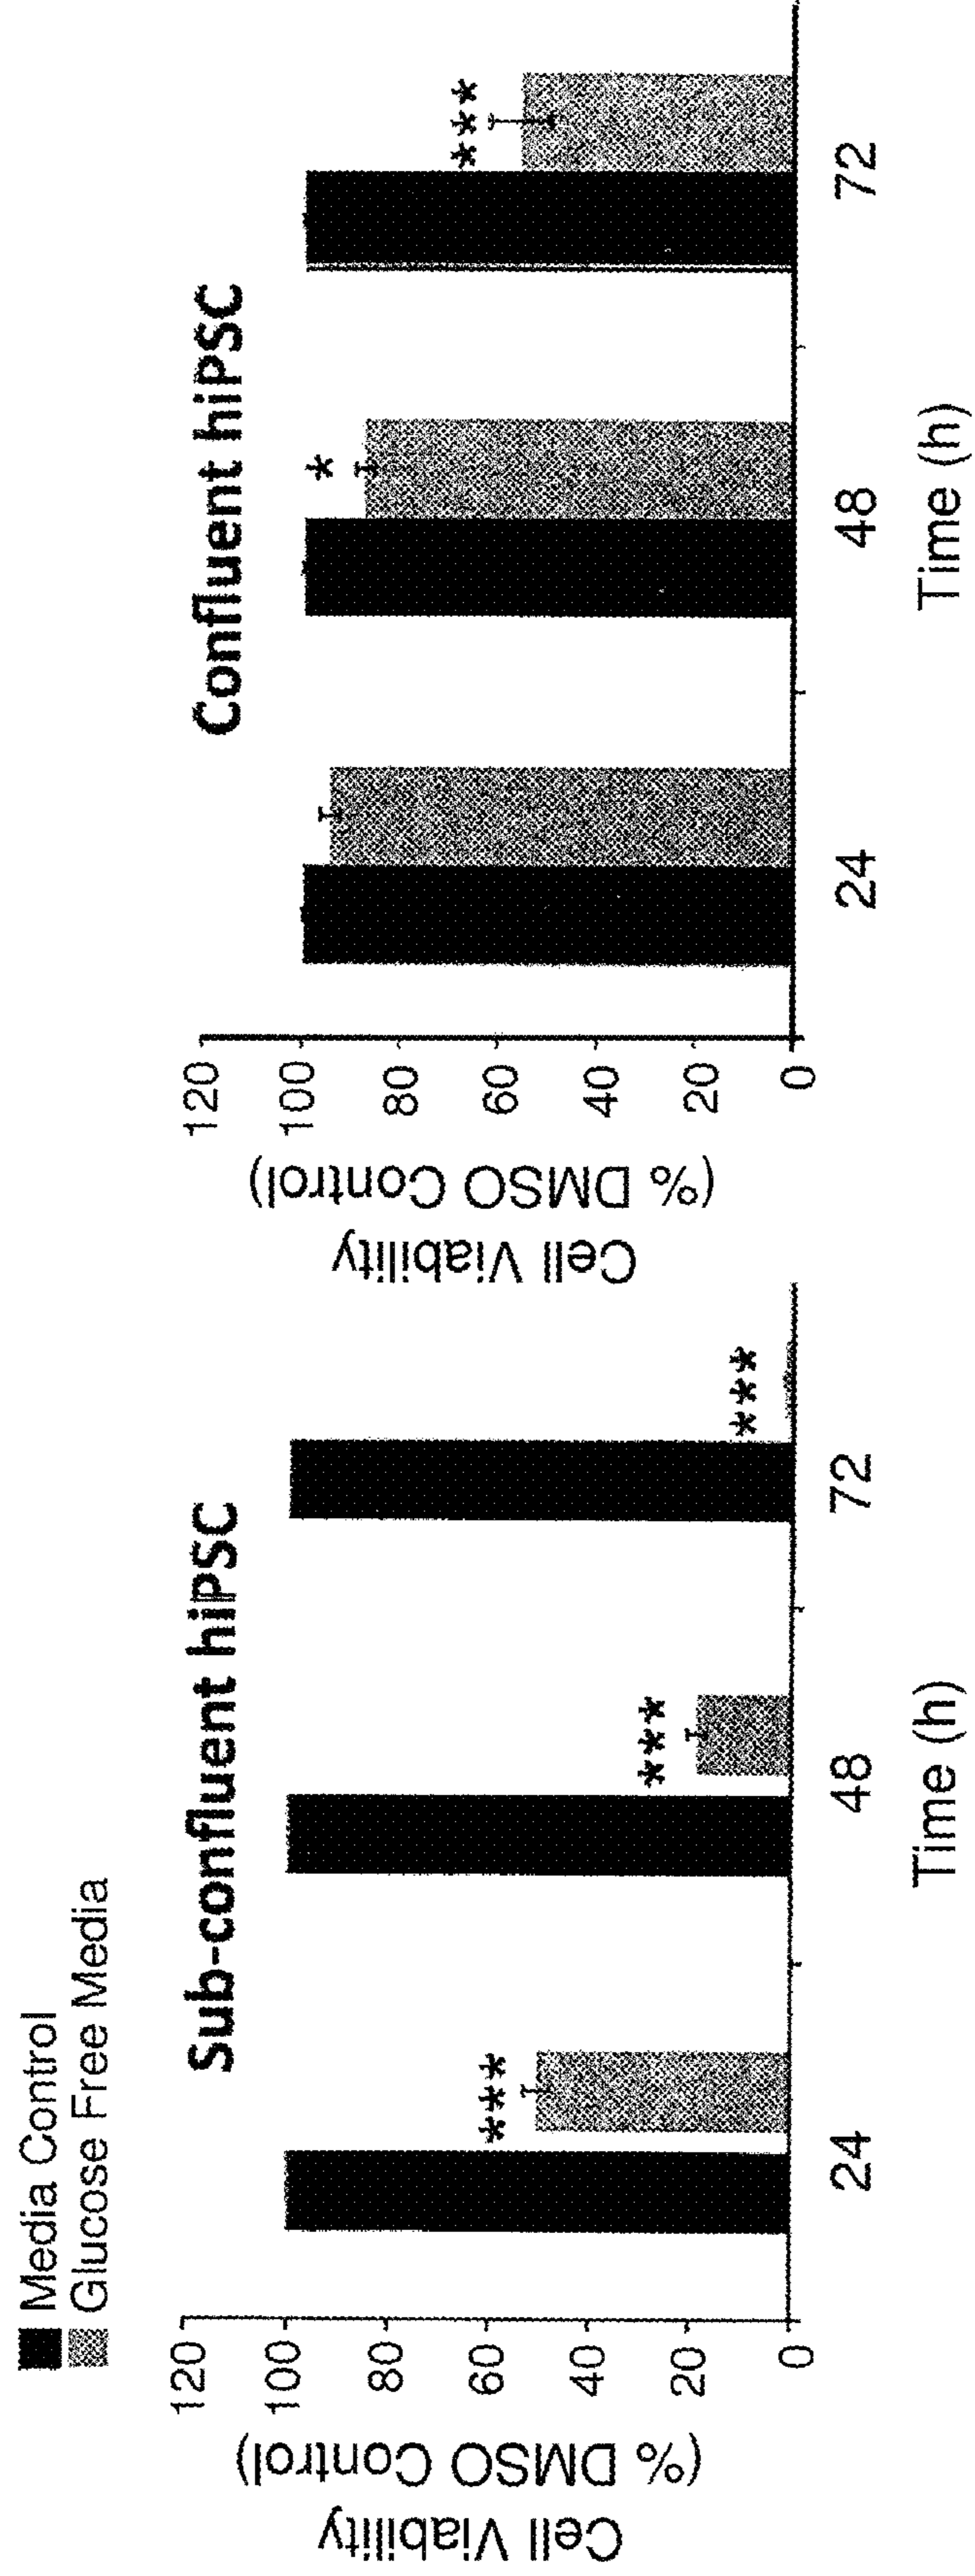 Media Control
Glucose Free Media
Sub-confluent hiPSC
Cell Viability
(% DMSO Control)
120
100
80
60
40
20
0
***
***
***
24
48
72
Time (h)
Confluent hiPSC
Cell Viability
(% DMSO Control)
120
100
80
60
40
20
0
*
***
24
48
72
Time (h)